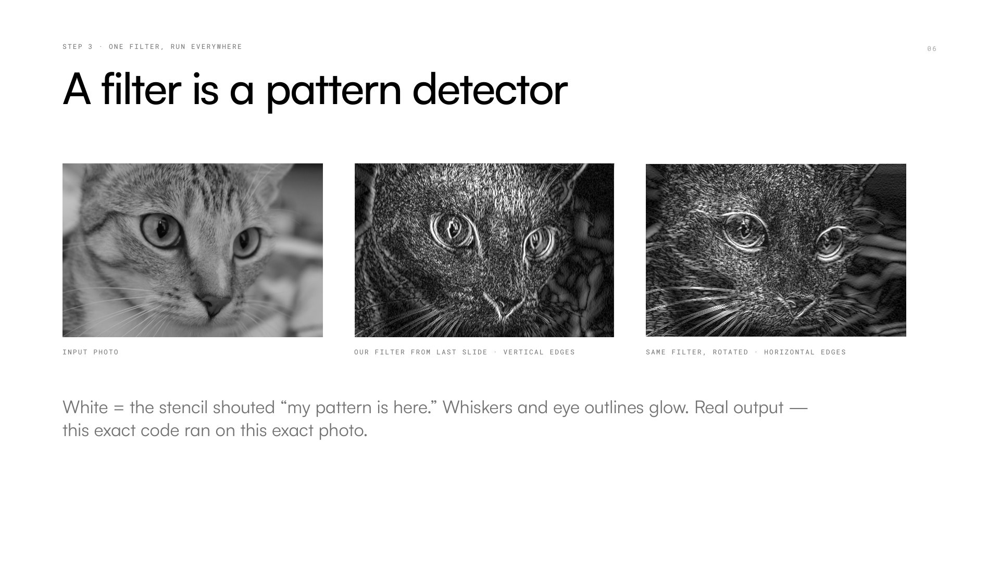 STEP 3 · ONE FILTER, RUN EVERYWHERE
06
A filter is a pattern detector
INPUT PHOTO
OUR FILTER FROM LAST SLIDE · VERTICAL EDGES
SAME FILTER, ROTATED · HORIZONTAL EDGES
White = the stencil shouted “my pattern is here.” Whiskers and eye outlines glow. Real output —
this exact code ran on this exact photo.